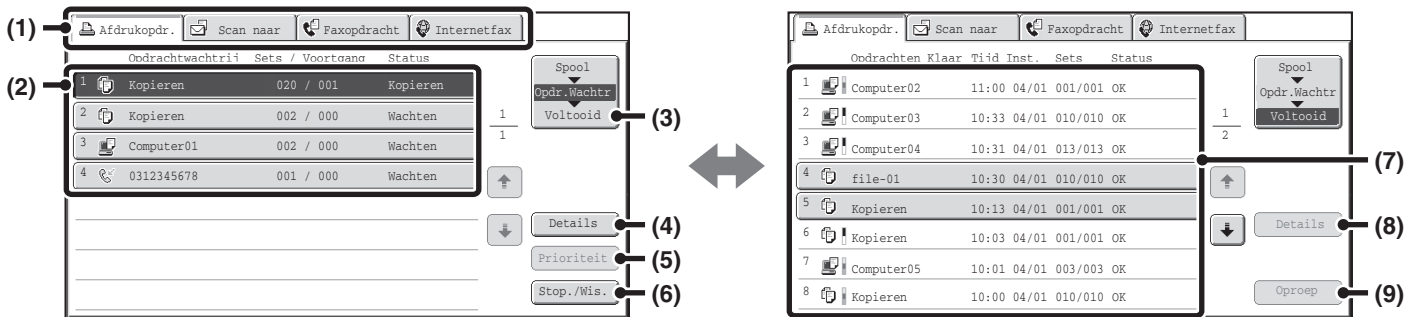 (1) Afdrukopdr. Scan naar Faxopdracht Internetfax
Opdrachtwachtrij Sets / Voortgang Status
(2) 1 Kopieren 020 / 001 Kopieren
2 Kopieren 002 / 000 Wachten
3 Computer01 002 / 000 Wachten
4 0312345678 001 / 000 Wachten
1
1
Spool
Opdr.Wachtr
Voltooid (3)
Details (4)
Prioriteit (5)
Stop./Wis. (6)
Afdrukopdr. Scan naar Faxopdracht Internetfax
Opdrachten Klaar Tijd Inst. Sets Status
1 Computer02 11:00 04/01 001/001 OK
2 Computer03 10:33 04/01 010/010 OK
3 Computer04 10:31 04/01 013/013 OK
4 file-01 10:30 04/01 010/010 OK
5 Kopieren 10:13 04/01 001/001 OK
6 Kopieren 10:03 04/01 001/001 OK
7 Computer05 10:01 04/01 003/003 OK
8 Kopieren 10:00 04/01 010/010 OK
1
2
Spool
Opdr.Wachtr
Voltooid
(7)
Details (8)
Oproep (9)